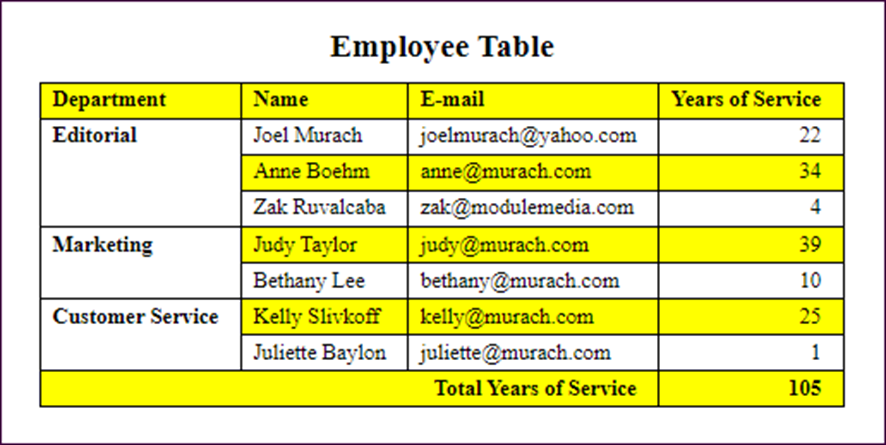 Employee Table
Department Name E-mail Years of Service
Editorial Joel Murach joelmurach@yahoo.com 22
Anne Boehm anne@murach.com 34
Zak Ruvalcaba zak@modulemedia.com 4
Marketing Judy Taylor judy@murach.com 39
Bethany Lee bethany@murach.com 10
Customer Service Kelly Slivkoff kelly@murach.com 25
Juliette Baylon juliette@murach.com 1
Total Years of Service 105